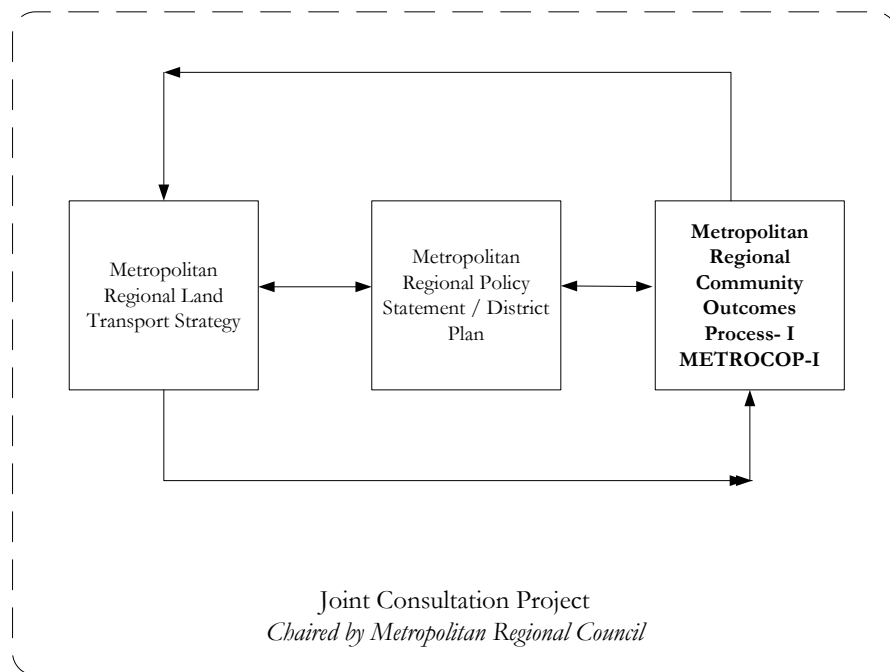 Metropolitan
Regional Land
Transport Strategy
Metropolitan
Regional Policy
Statement / District
Plan
Metropolitan
Regional
Community
Outcomes
Process- I
METROCOP-I
Joint Consultation Project
Chaired by Metropolitan Regional Council